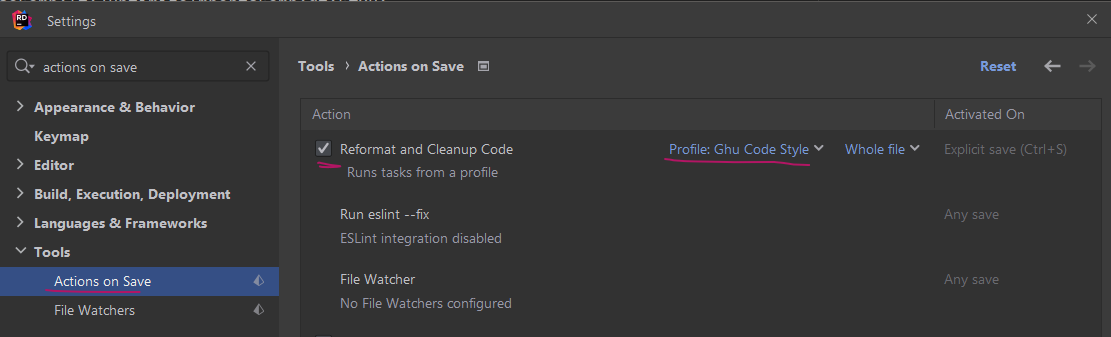 RD
Settings
actions on save
Appearance & Behavior
Keymap
Editor
Build, Execution, Deployment
Languages & Frameworks
Tools
Actions on Save
File Watchers
Tools › Actions on Save
Reset
Action
Activated On
Reformat and Cleanup Code
Profile: Ghu Code Style
Whole file
Explicit save (Ctrl+S)
Runs tasks from a profile
Run eslint --fix
Any save
ESLint integration disabled
File Watcher
Any save
No File Watchers configured